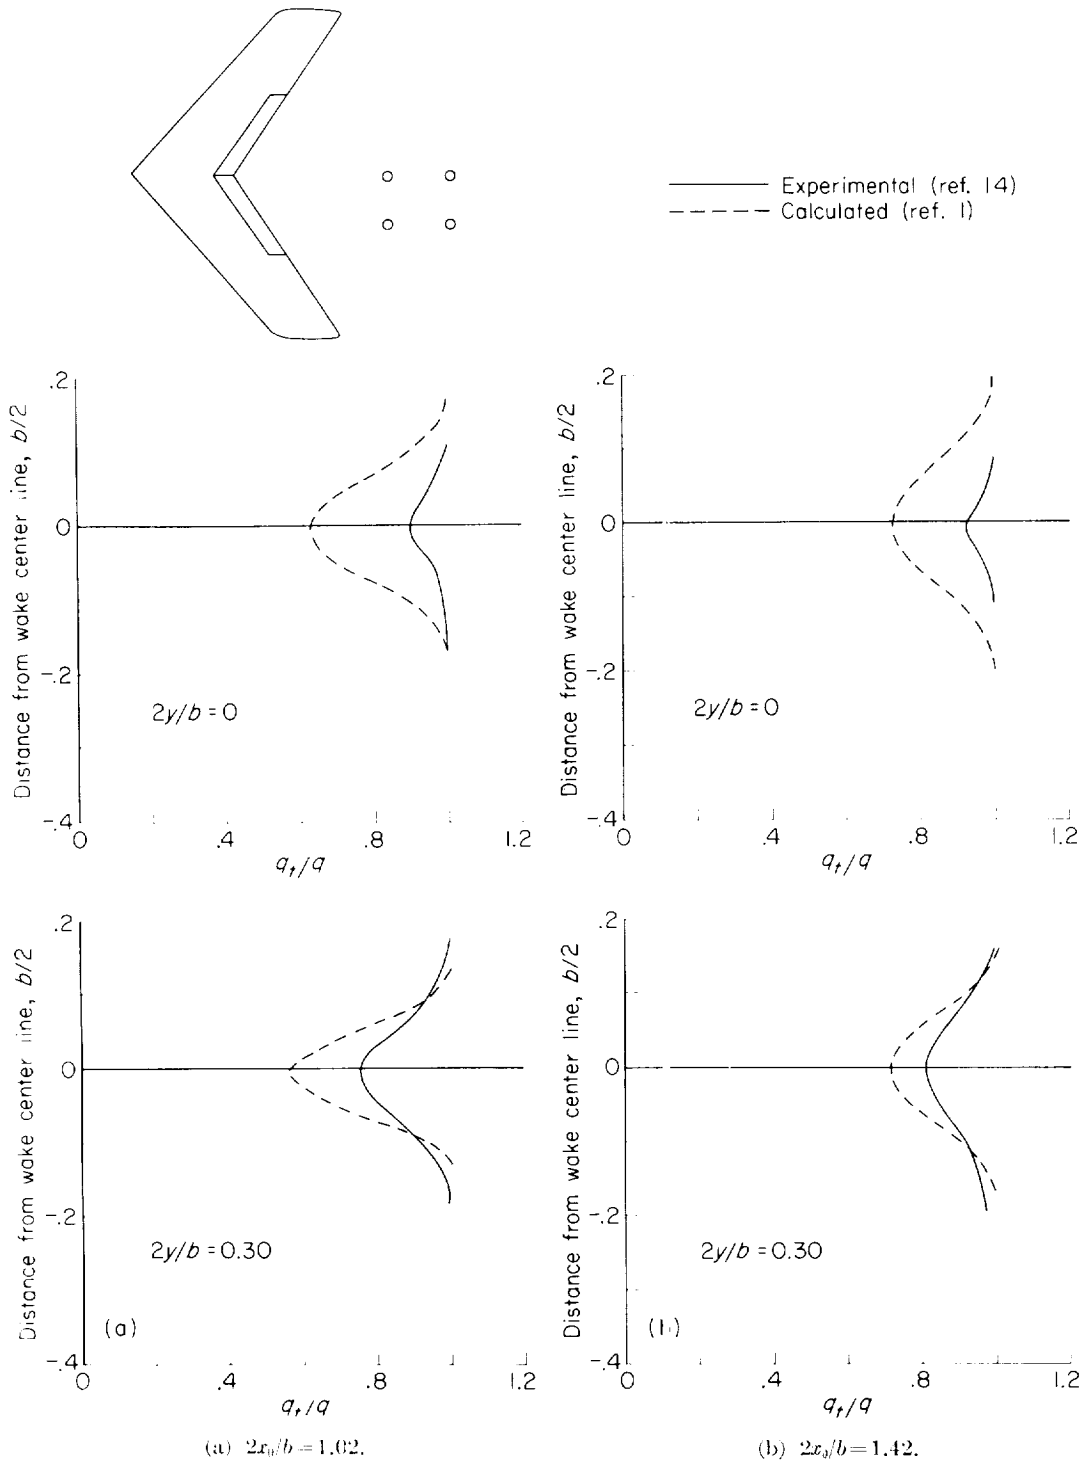 Experimental (ref. 14)
Calculated (ref. 1)
Distance from wake center line, b/2
.2
0
-.2
-.4
2y/b = 0
0 .4 .8 1.2
qₜ/q
Distance from wake center line, b/2
.2
0
-.2
-.4
2y/b = 0
0 .4 .8 1.2
qₜ/q
Distance from wake center line, b/2
.2
0
-.2
-.4
2y/b = 0.30
(a)
0 .4 .8 1.2
qₜ/q
(a) 2x₀/b = 1.02.
Distance from wake center line, b/2
.2
0
-.2
-.4
2y/b = 0.30
(b)
0 .4 .8 1.2
qₜ/q
(b) 2x₀/b = 1.42.